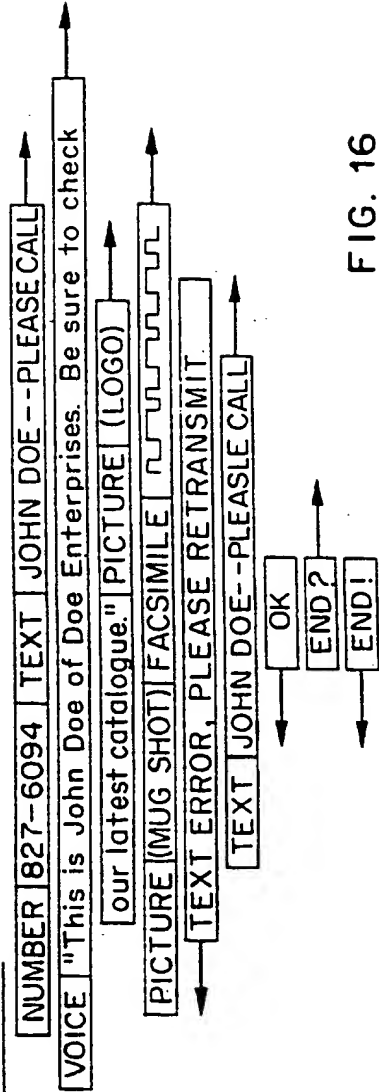 NUMBER 827-6094 TEXT JOHN DOE--PLEASE CALL
VOICE "This is John Doe of Doe Enterprises. Be sure to check
our latest catalogue." PICTURE (LOGO)
PICTURE (MUG SHOT) FACSIMILE
TEXT ERROR, PLEASE RETRANSMIT
TEXT JOHN DOE--PLEASLE CALL
OK
END?
END!
FIG. 16